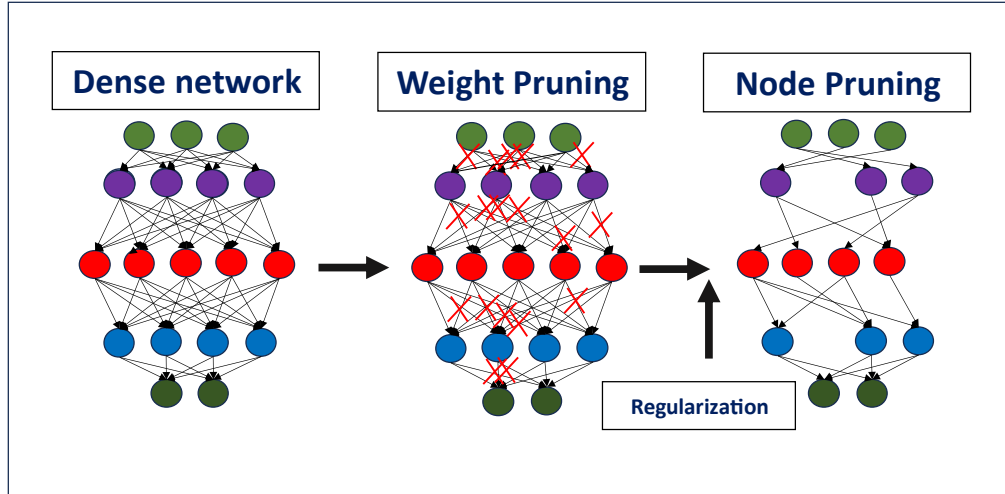 Dense network
Weight Pruning
Node Pruning
Regularization